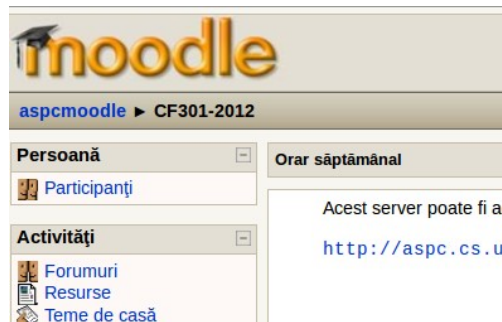 moodle
aspcmoodle ► CF301-2012
Persoană
Participanţi
Activităţi
Forumuri
Resurse
Teme de casă
Orar săptămânal
Acest server poate fi
http://aspc.cs.u